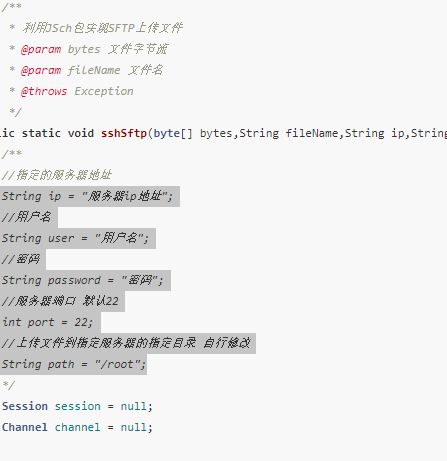 /**
* 利用JSch包实现SFTP上传文件
* @param bytes 文件字节流
* @param fileName 文件名
* @throws Exception
*/
lic static void sshSftp(byte[] bytes,String fileName,String ip,String
/**
//指定的服务器地址
String ip = "服务器ip地址";
//用户名
String user = "用户名";
//密码
String password = "密码";
//服务器端口 默认22
int port = 22;
//上传文件到指定服务器的指定目录 自行修改
String path = "/root";
*/
Session session = null;
Channel channel = null;